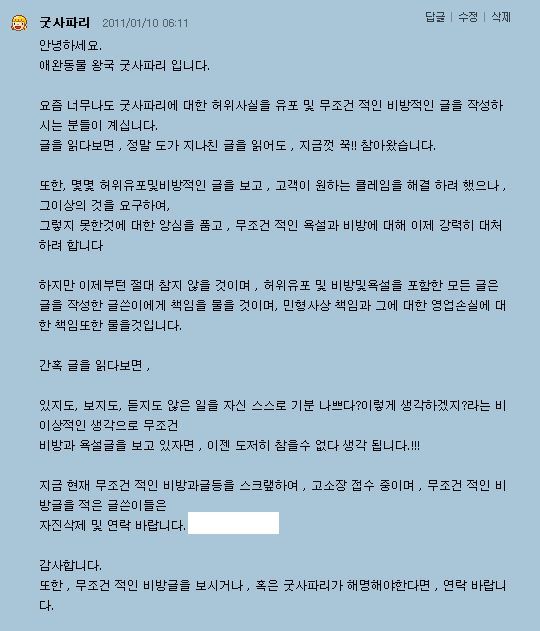 굿사파리 2011/01/10 06:11 답글 | 수정 | 삭제
안녕하세요.
애완동물 왕국 굿사파리 입니다.
요즘 너무나도 굿사파리에 대한 허위사실을 유포 및 무조건 적인 비방적인 글을 작성하
시는 분들이 계십니다.
글을 읽다보면 , 정말 도가 지나친 글을 읽어도 , 지금껏 꾹!! 참아왔습니다.
또한, 몇몇 허위유포및비방적인 글을 보고 , 고객이 원하는 클레임을 해결 하려 했으나 ,
그이상의 것을 요구하여,
그렇지 못한것에 대한 앙심을 품고 , 무조건 적인 욕설과 비방에 대해 이제 강력히 대처
하려 합니다
하지만 이제부턴 절대 참지 않을 것이며 , 허위유포 및 비방및욕설을 포함한 모든 글은
글을 작성한 글쓴이에게 책임을 물을 것이며, 민형사상 책임과 그에 대한 영업손실에 대
한 책임또한 물을것입니다.
간혹 글을 읽다보면 ,
있지도, 보지도, 듣지도 않은 일을 자신 스스로 기분 나쁘다?이렇게 생각하겠지?라는 비
이상적인 생각으로 무조건
비방과 욕설글을 보고 있자면 , 이젠 도저히 참을수 없다 생각 됩니다.!!!
지금 현재 무조건 적인 비방과글등을 스크랲하여 , 고소장 접수 중이며 , 무조건 적인 비
방글을 적은 글쓴이들은
자진삭제 및 연락 바랍니다.
감사합니다.
또한 , 무조건 적인 비방글을 보시거나 , 혹은 굿사파리가 해명해야한다면 , 연락 바랍니
다.